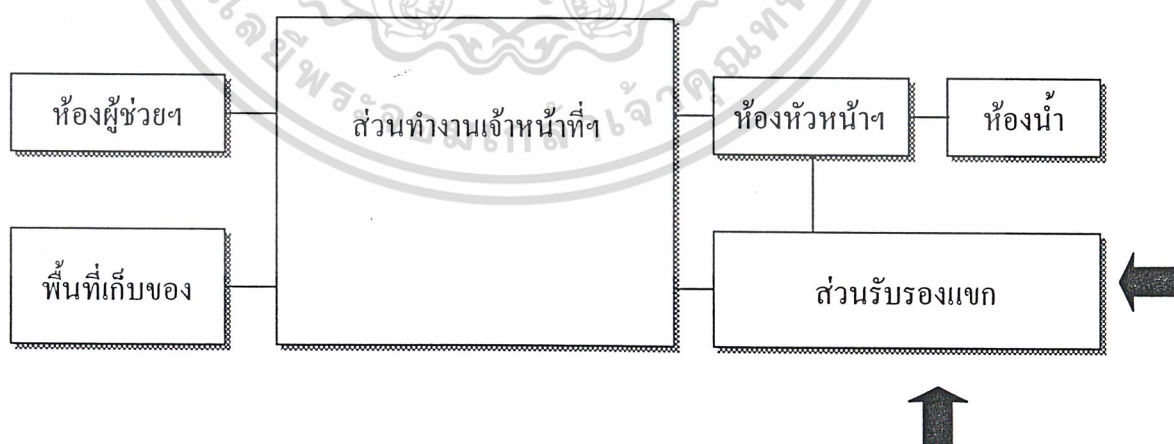 ห้องผู้ช่วยฯ
ส่วนทำงานเจ้าหน้าที่ฯ
ห้องหัวหน้าฯ
ห้องน้ำ
พื้นที่เก็บของ
ส่วนรับรองแขก